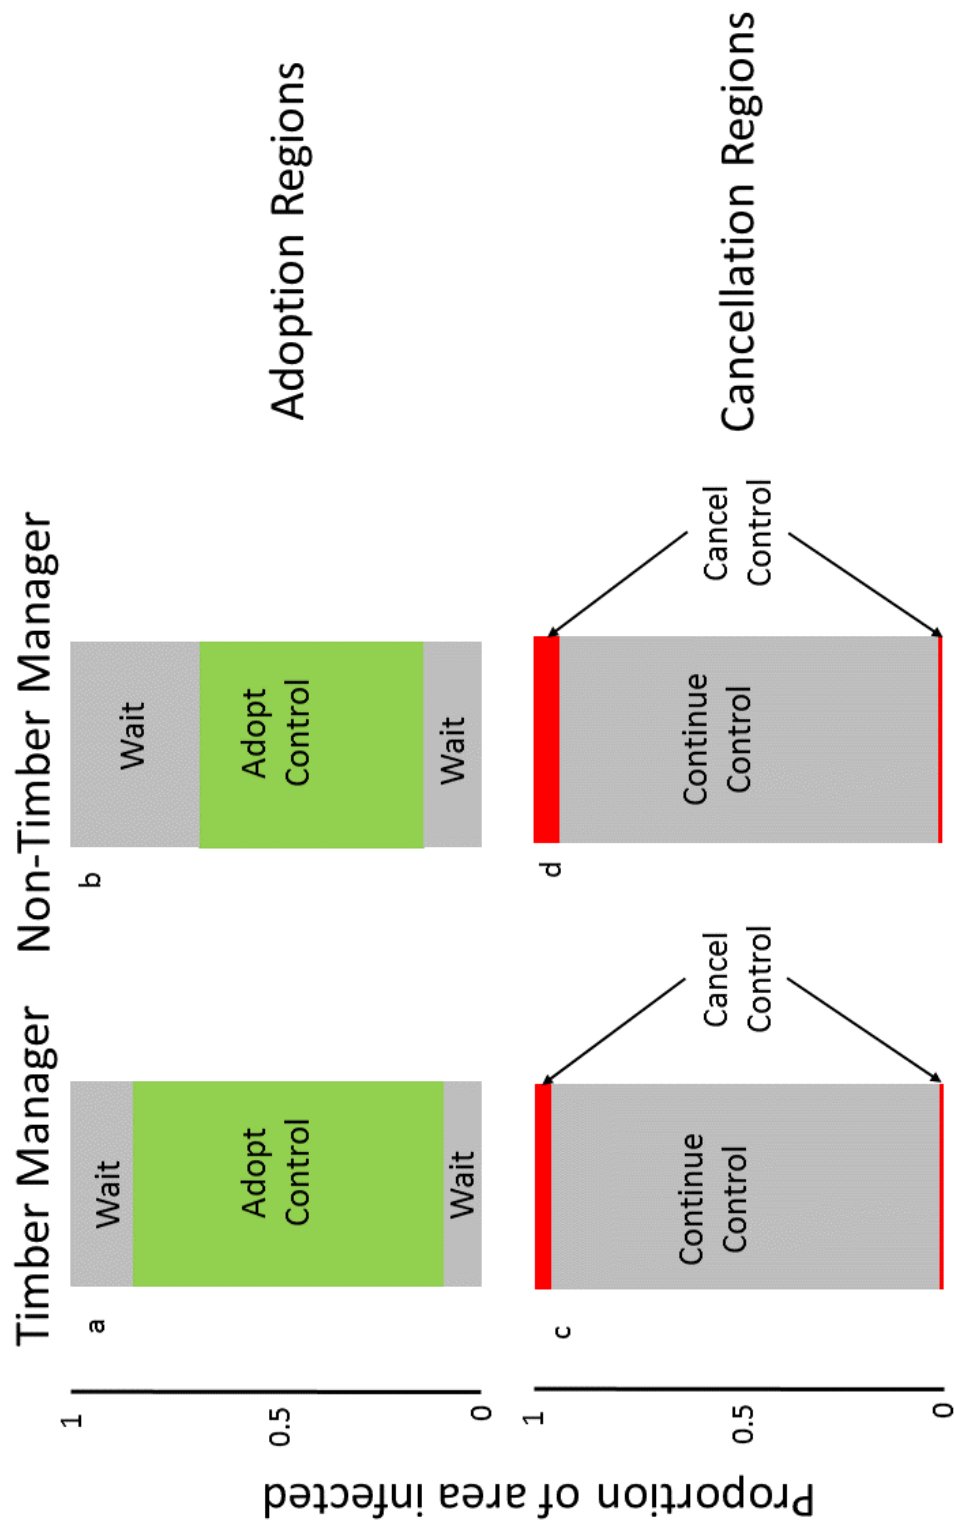 Timber Manager
Non-Timber Manager
a
Wait
Adopt
Control
Wait
b
Wait
Adopt
Control
Wait
Adoption Regions
1
0.5
0
Proportion of area infected
c
Continue
Control
Cancel
Control
d
Continue
Control
Cancel
Control
Cancellation Regions
1
0.5
0